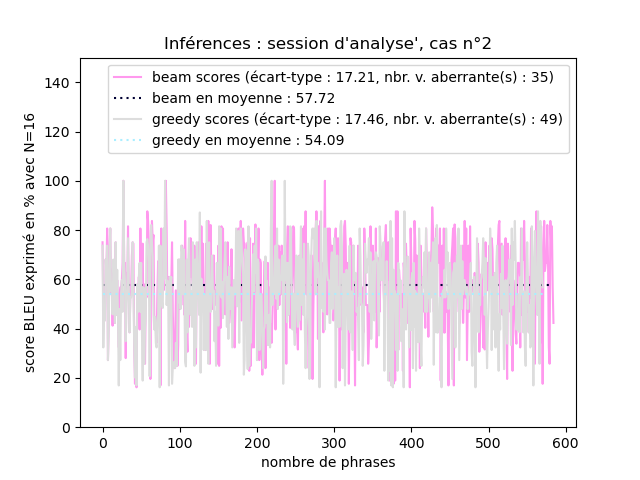 Inférences : session d'analyse', cas n°2
beam scores (écart-type : 17.21, nbr. v. aberrante(s) : 35)
beam en moyenne : 57.72
greedy scores (écart-type : 17.46, nbr. v. aberrante(s) : 49)
greedy en moyenne : 54.09
score BLEU exprimé en % avec N=16
140
120
100
80
60
40
20
0
0 100 200 300 400 500 600
nombre de phrases